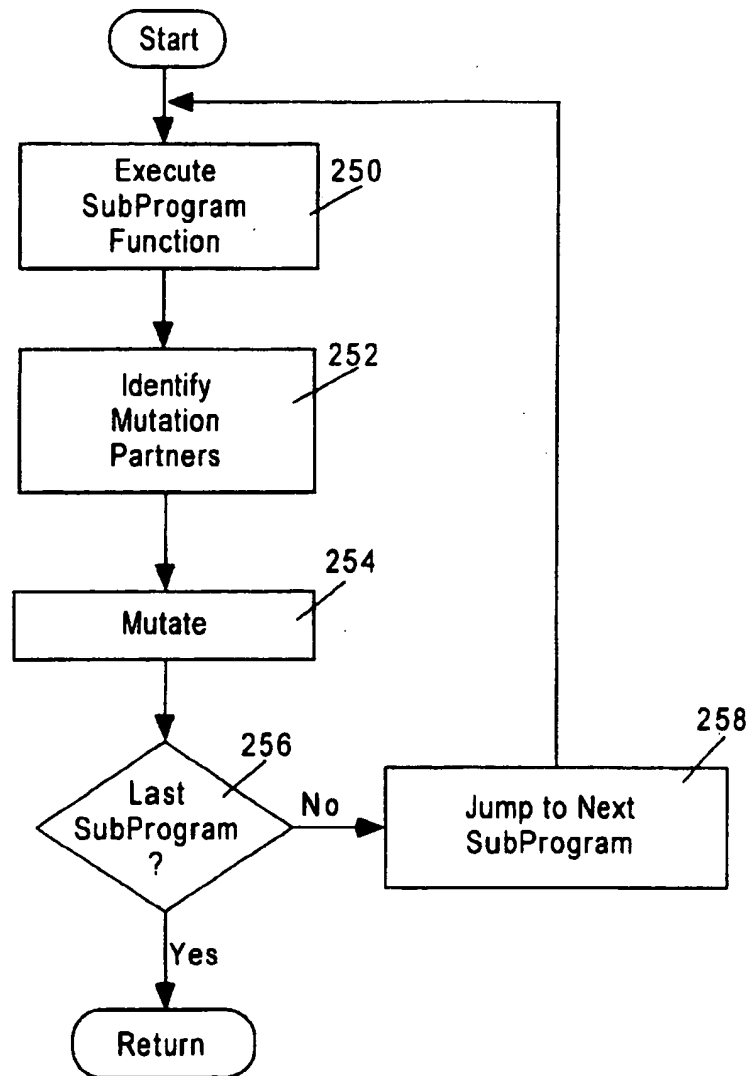 Start
Execute
SubProgram
Function
250
Identify
Mutation
Partners
252
Mutate
254
Last
SubProgram
?
256
No
Jump to Next
SubProgram
258
Yes
Return